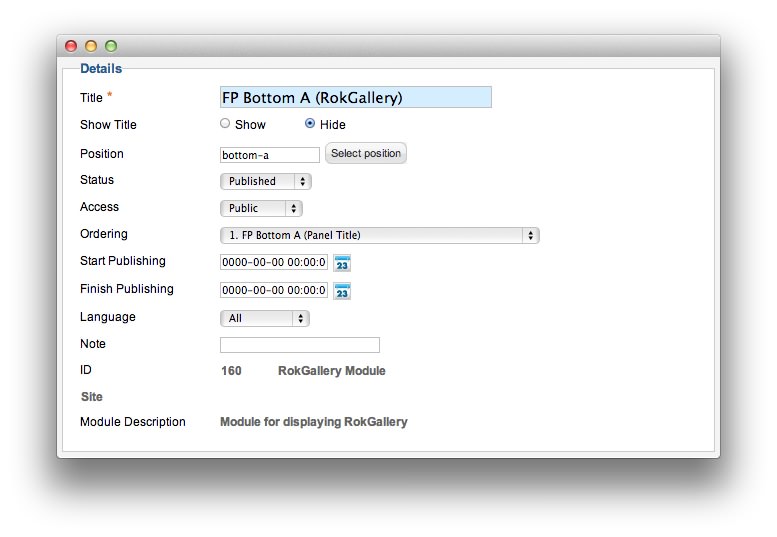 Details
Title * FP Bottom A (RokGallery)
Show Title Show Hide
Position bottom-a Select position
Status Published
Access Public
Ordering 1. FP Bottom A (Panel Title)
Start Publishing 0000-00-00 00:00:0 23
Finish Publishing 0000-00-00 00:00:0 23
Language All
Note
ID 160 RokGallery Module
Site
Module Description Module for displaying RokGallery